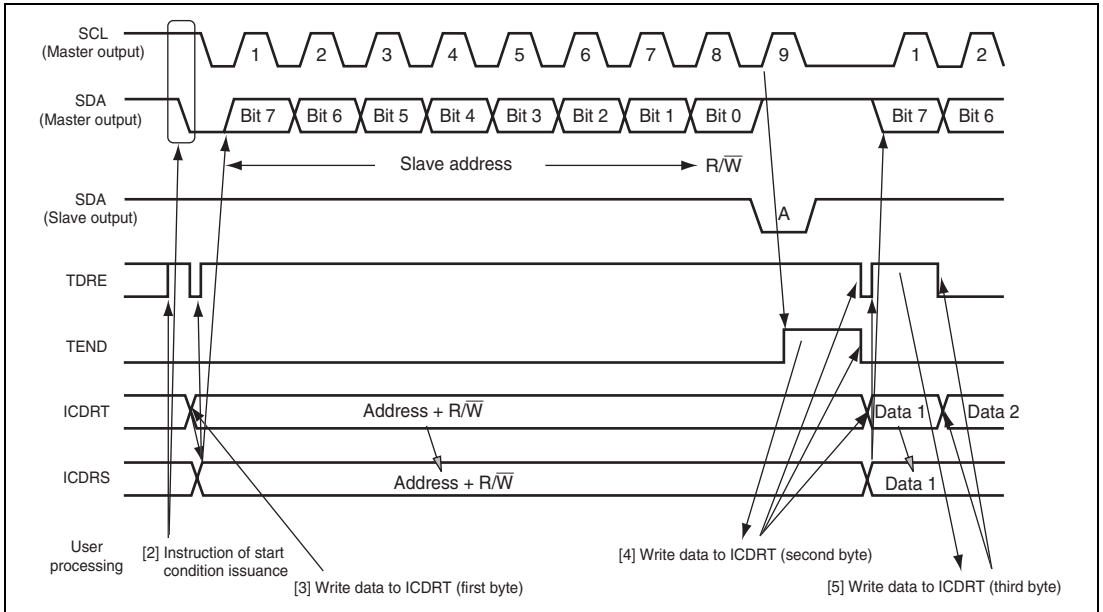 SCL
(Master output)
1 2 3 4 5 6 7 8 9 1 2
SDA
(Master output)
Bit 7 Bit 6 Bit 5 Bit 4 Bit 3 Bit 2 Bit 1 Bit 0 Bit 7 Bit 6
Slave address R/W̅
SDA
(Slave output)
A
TDRE
TEND
ICDRT
Address + R/W̅ Data 1 Data 2
ICDRS
Address + R/W̅ Data 1
User
processing
[2] Instruction of start
condition issuance
[3] Write data to ICDRT (first byte)
[4] Write data to ICDRT (second byte)
[5] Write data to ICDRT (third byte)